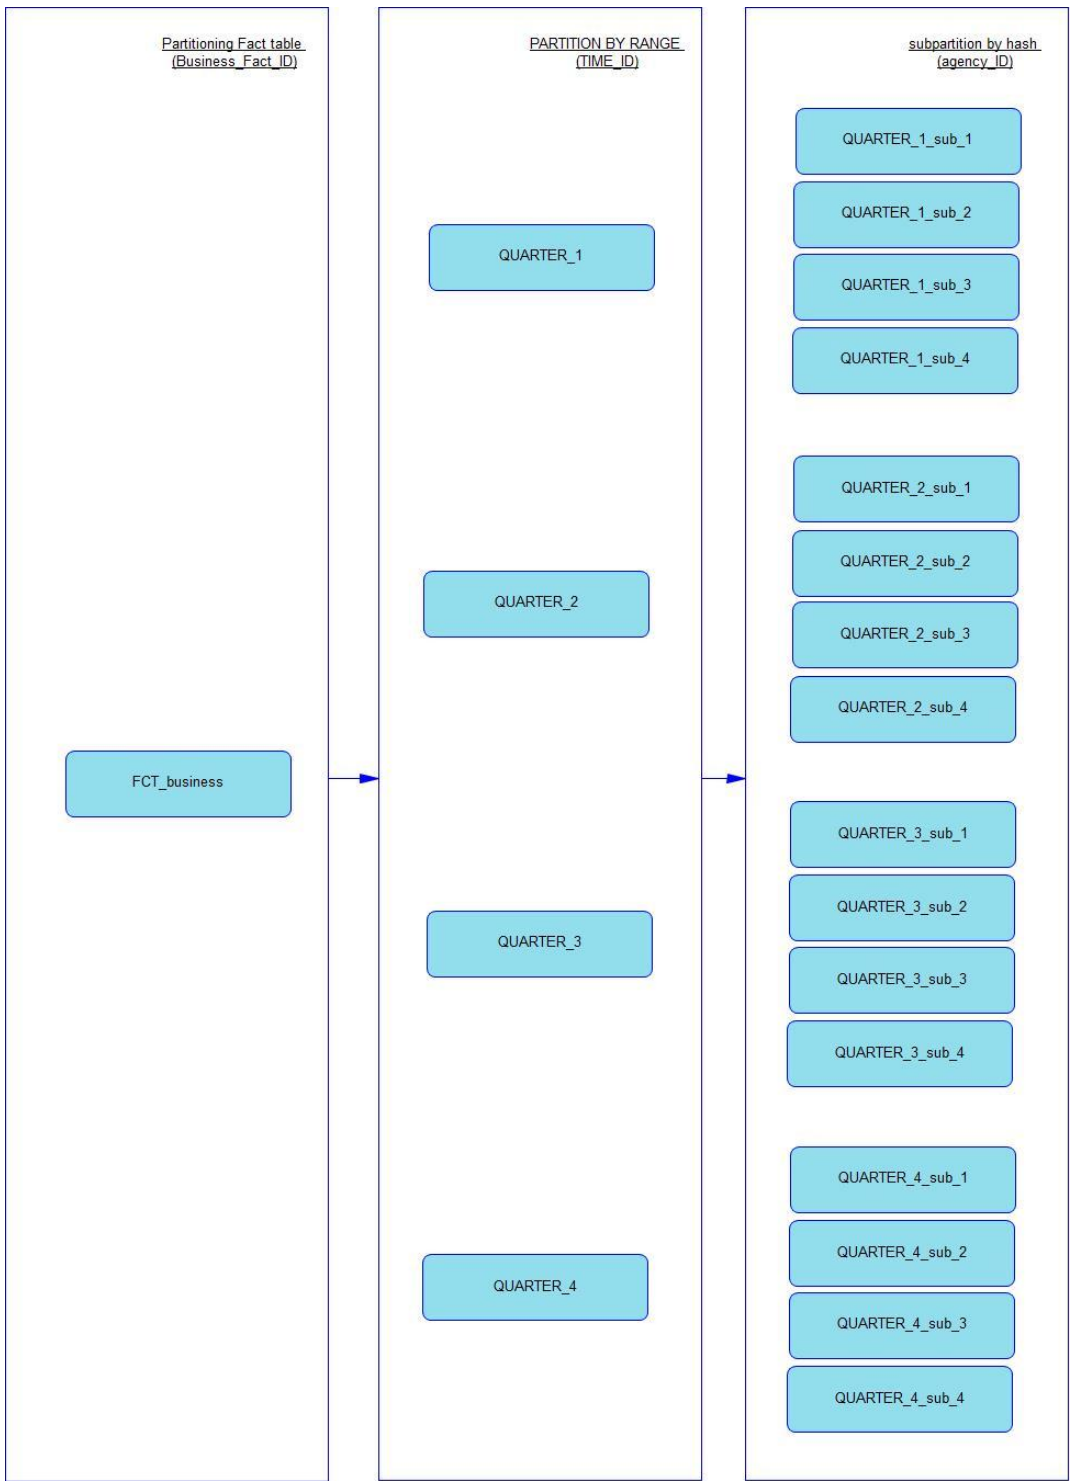 Partitioning Fact table
(Business_Fact_ID)
FCT_business
PARTITION BY RANGE
(TIME_ID)
QUARTER_1
QUARTER_2
QUARTER_3
QUARTER_4
subpartition by hash
(agency_ID)
QUARTER_1_sub_1
QUARTER_1_sub_2
QUARTER_1_sub_3
QUARTER_1_sub_4
QUARTER_2_sub_1
QUARTER_2_sub_2
QUARTER_2_sub_3
QUARTER_2_sub_4
QUARTER_3_sub_1
QUARTER_3_sub_2
QUARTER_3_sub_3
QUARTER_3_sub_4
QUARTER_4_sub_1
QUARTER_4_sub_2
QUARTER_4_sub_3
QUARTER_4_sub_4